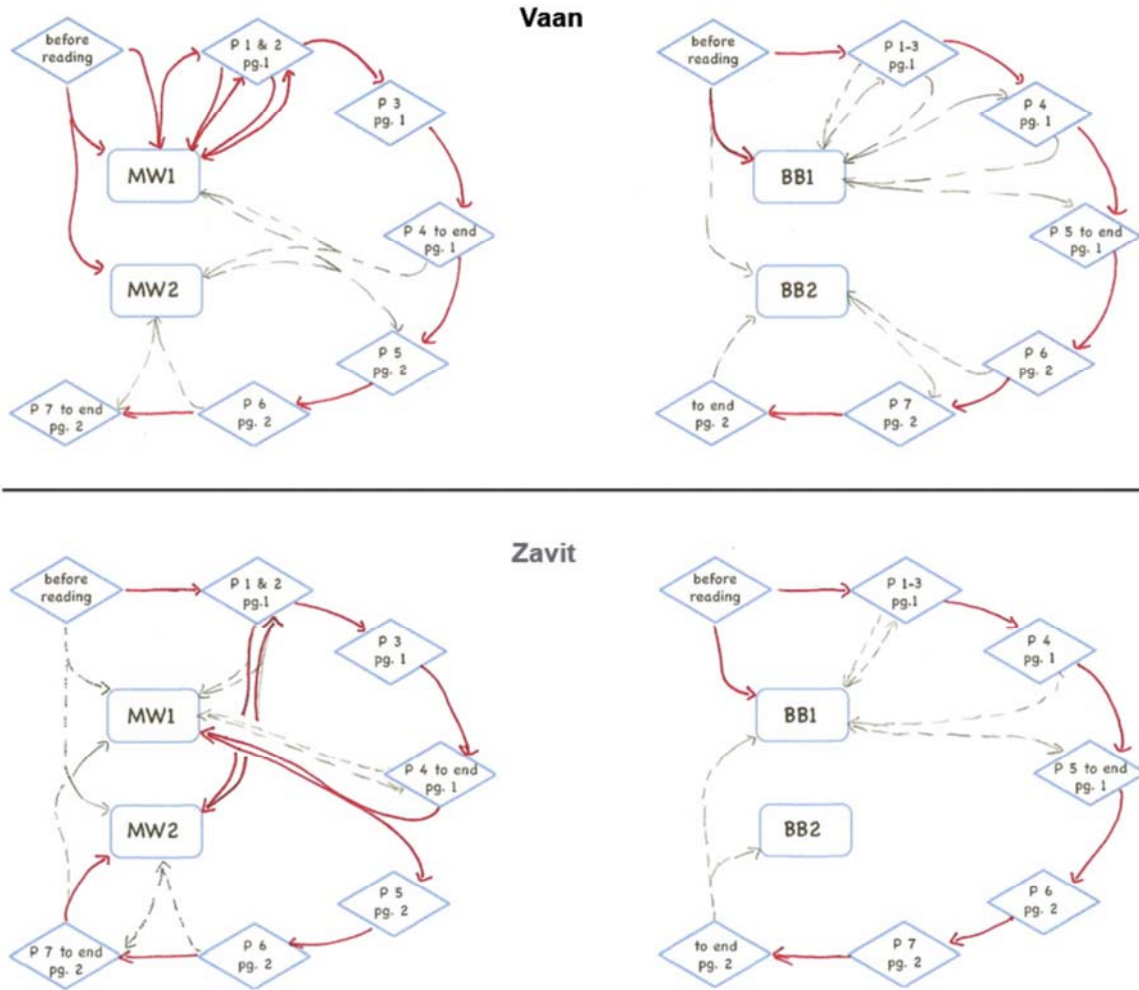 Vaan
before
reading
P 1 & 2
pg.1
P 3
pg. 1
MW1
P 4 to end
pg. 1
MW2
P 5
pg. 2
P 7 to end
pg. 2
P 6
pg. 2
before
reading
P 1-3
pg.1
P 4
pg. 1
BB1
P 5 to end
pg. 1
BB2
P 6
pg. 2
to end
pg. 2
P 7
pg. 2
Zavit
before
reading
P 1 & 2
pg.1
P 3
pg. 1
MW1
P 4 to end
pg. 1
MW2
P 5
pg. 2
P 7 to end
pg. 2
P 6
pg. 2
before
reading
P 1-3
pg.1
P 4
pg. 1
BB1
P 5 to end
pg. 1
BB2
P 6
pg. 2
to end
pg. 2
P 7
pg. 2